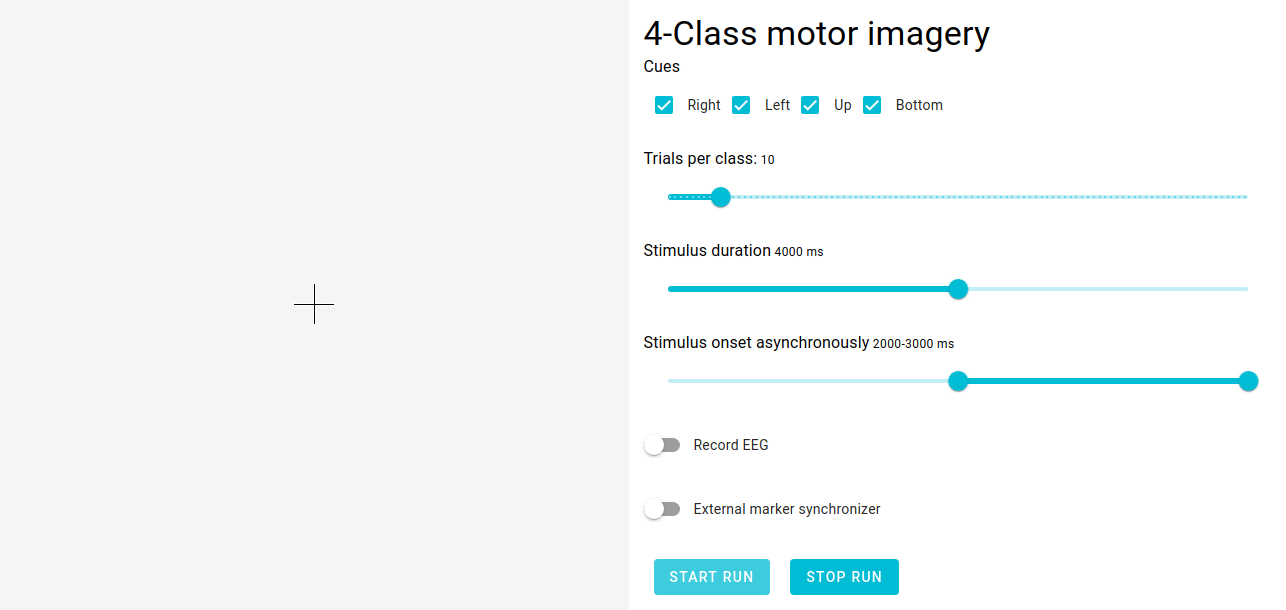 4-Class motor imagery
Cues
Right Left Up Bottom
Trials per class: 10
Stimulus duration 4000 ms
Stimulus onset asynchronously 2000-3000 ms
Record EEG
External marker synchronizer
START RUN STOP RUN